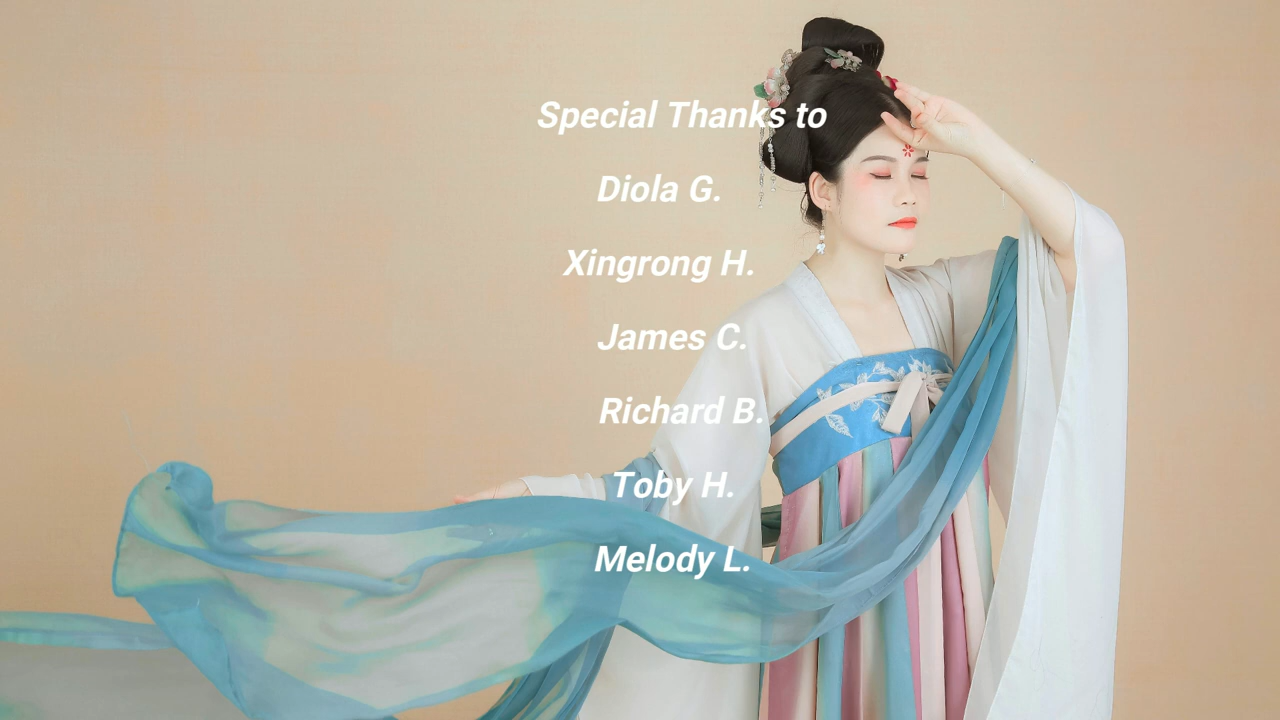 Special Thanks to
Diola G.
Xingrong H.
James C.
Richard B.
Toby H.
Melody L.